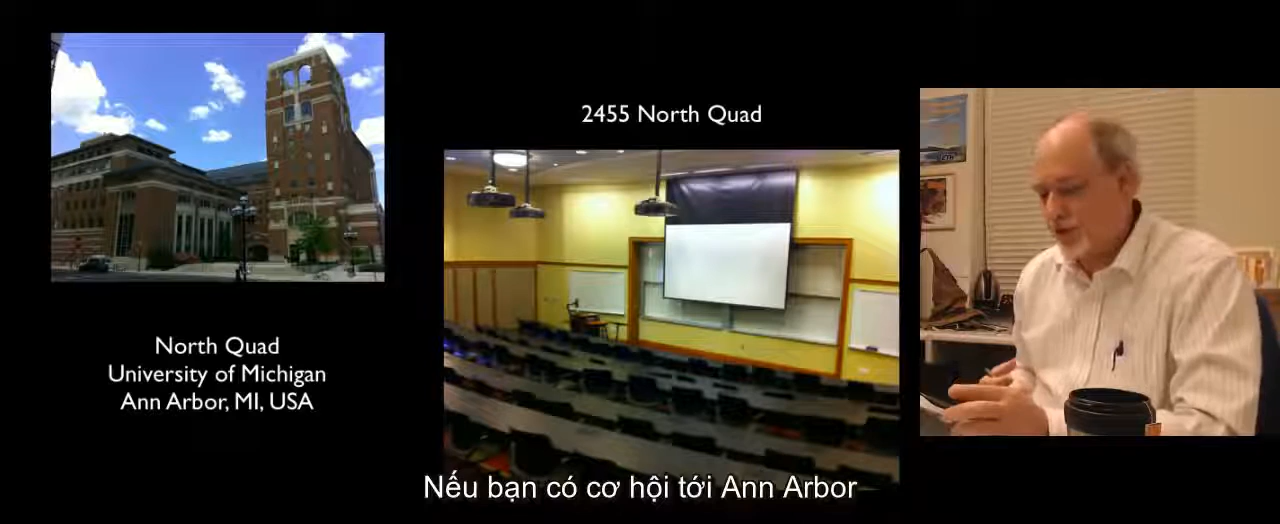 North Quad
University of Michigan
Ann Arbor, MI, USA
2455 North Quad
Nếu bạn có cơ hội tới Ann Arbor